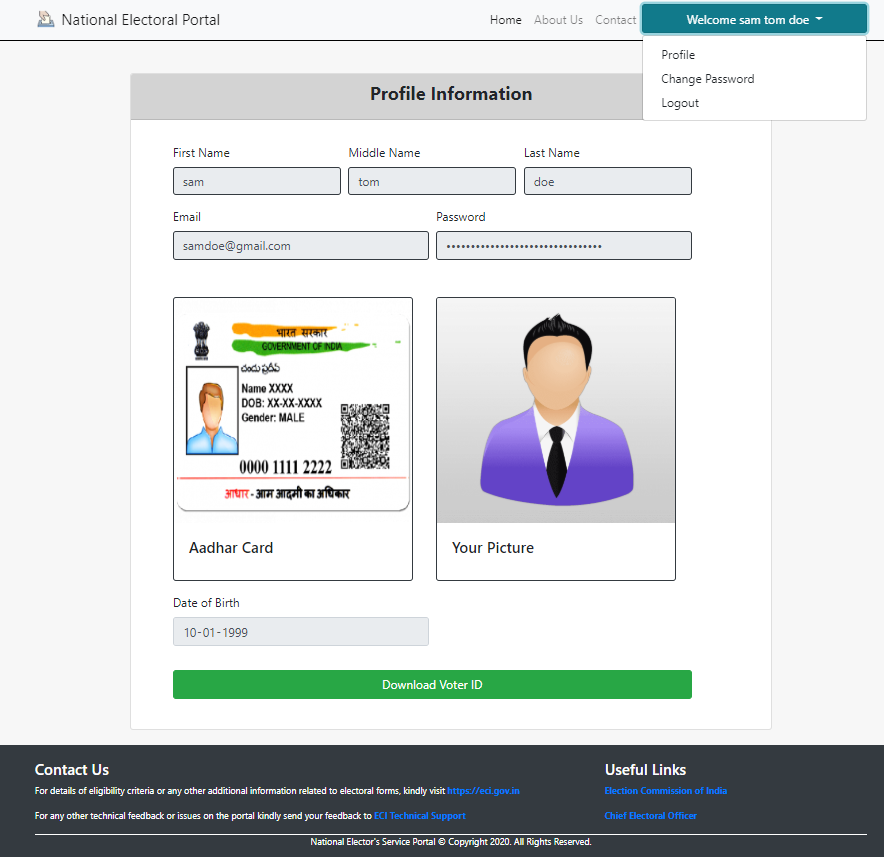 National Electoral Portal
Home About Us Contact Welcome sam tom doe
Profile
Change Password
Logout
Profile Information
First Name Middle Name Last Name
sam tom doe
Email Password
samdoe@gmail.com ••••••••••••••••••••••••••••••••
भारत सरकार
GOVERNMENT OF INDIA
చందు ప్రదీప్
Name XXXX
DOB: XX-XX-XXXX
Gender: MALE
0000 1111 2222
आधार - आम आदमी का अधिकार
Aadhar Card Your Picture
Date of Birth
10-01-1999
Download Voter ID
Contact Us Useful Links
For details of eligibility criteria or any other additional information related to electoral forms, kindly visit https://eci.gov.in Election Commission of India
For any other technical feedback or issues on the portal kindly send your feedback to ECI Technical Support Chief Electoral Officer
National Elector's Service Portal © Copyright 2020. All Rights Reserved.